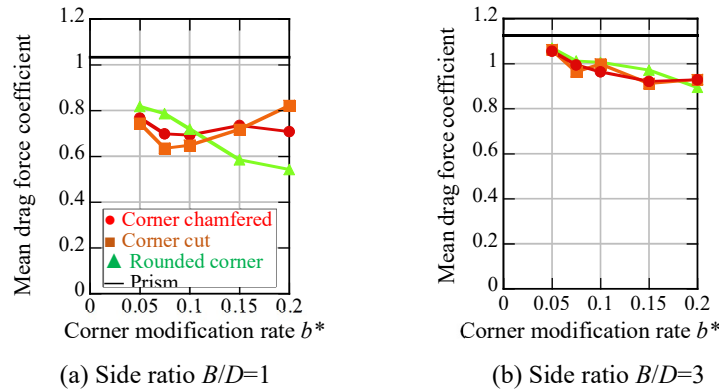 Mean drag force coefficient
1.2
1
0.8
0.6
0.4
0.2
0
Corner chamfered
Corner cut
Rounded corner
Prism
0 0.05 0.1 0.15 0.2
Corner modification rate b*
(a) Side ratio B/D=1
Mean drag force coefficient
1.2
1
0.8
0.6
0.4
0.2
0
0 0.05 0.1 0.15 0.2
Corner modification rate b*
(b) Side ratio B/D=3